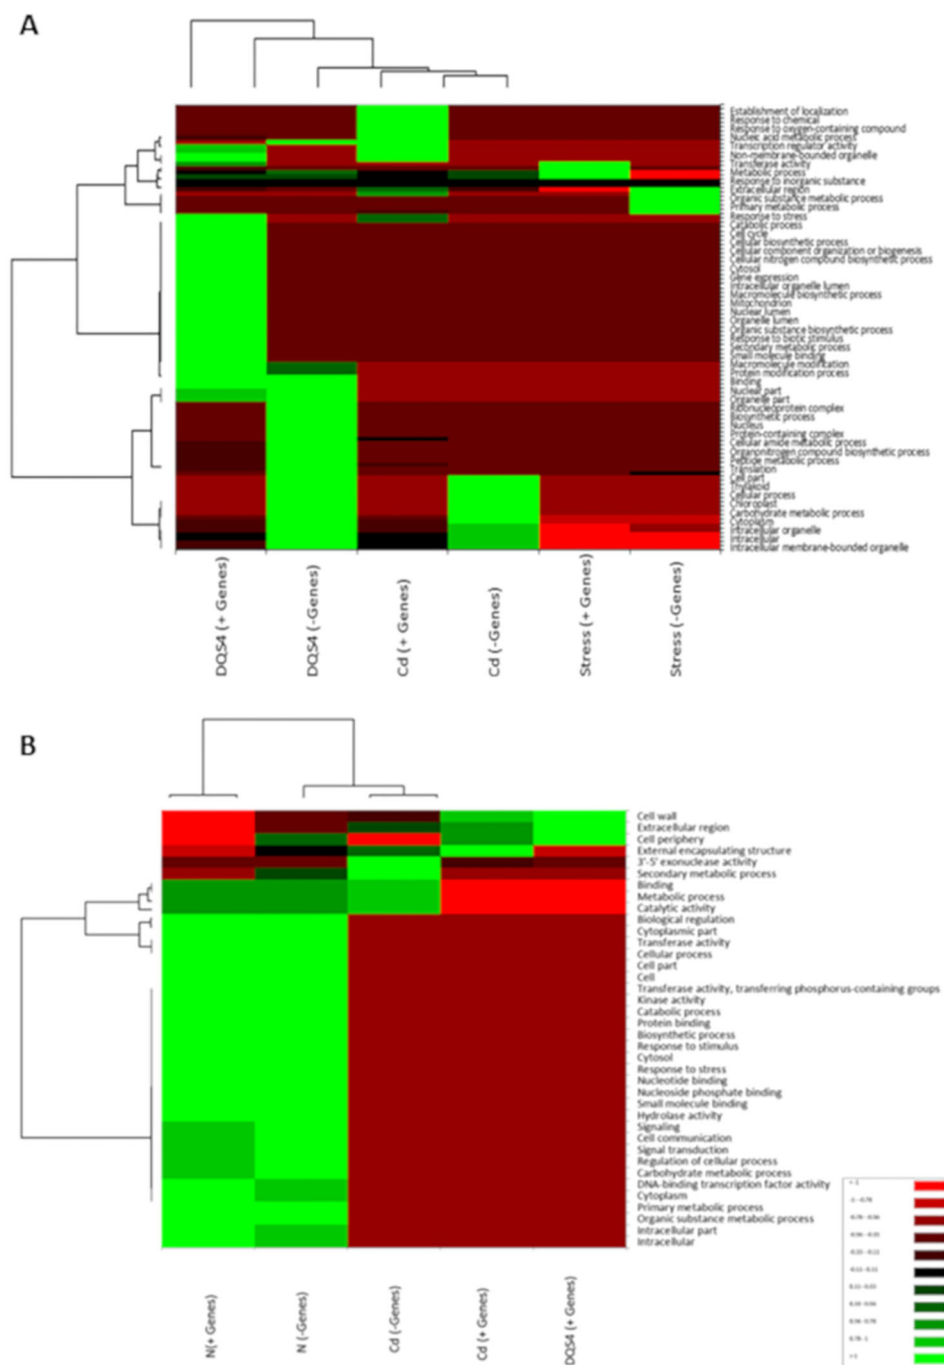 A
Establishment of localization
Response to chemical
Response to oxygen-containing compound
Nucleic acid metabolic process
Transcription regulator activity
Non-membrane-bounded organelle
Transferase activity
Metabolic process
Response to inorganic substance
Extracellular region
Organic substance metabolic process
Primary metabolic process
Response to stress
Catabolic process
Cell cycle
Cellular biosynthetic process
Cellular component organization or biogenesis
Cellular nitrogen compound biosynthetic process
Cytosol
Gene expression
Intracellular organelle lumen
Macromolecule biosynthetic process
Mitochondrion
Nuclear lumen
Organelle lumen
Organic substance biosynthetic process
Response to biotic stimulus
Secondary metabolic process
Small molecule binding
Macromolecule modification
Protein modification process
Binding
Nuclear part
Organelle part
Ribonucleoprotein complex
Biosynthetic process
Nucleus
Protein-containing complex
Cellular amide metabolic process
Organonitrogen compound biosynthetic process
Peptide metabolic process
Translation
Cell part
Thylakoid
Cellular process
Chloroplast
Carbohydrate metabolic process
Cytoplasm
Intracellular organelle
Intracellular
Intracellular membrane-bounded organelle
DQS4 (+ Genes)
DQS4 (-Genes)
Cd (+ Genes)
Cd (-Genes)
Stress (+ Genes)
Stress (-Genes)
B
Cell wall
Extracellular region
Cell periphery
External encapsulating structure
3'-5' exonuclease activity
Secondary metabolic process
Binding
Metabolic process
Catalytic activity
Biological regulation
Cytoplasmic part
Transferase activity
Cellular process
Cell part
Cell
Transferase activity, transferring phosphorus-containing groups
Kinase activity
Catabolic process
Protein binding
Biosynthetic process
Response to stimulus
Cytosol
Response to stress
Nucleotide binding
Nucleoside phosphate binding
Small molecule binding
Hydrolase activity
Signaling
Cell communication
Signal transduction
Regulation of cellular process
Carbohydrate metabolic process
DNA-binding transcription factor activity
Cytoplasm
Primary metabolic process
Organic substance metabolic process
Intracellular part
Intracellular
N(+ Genes)
N (-Genes)
Cd (-Genes)
Cd (+ Genes)
DQS4 (+ Genes)